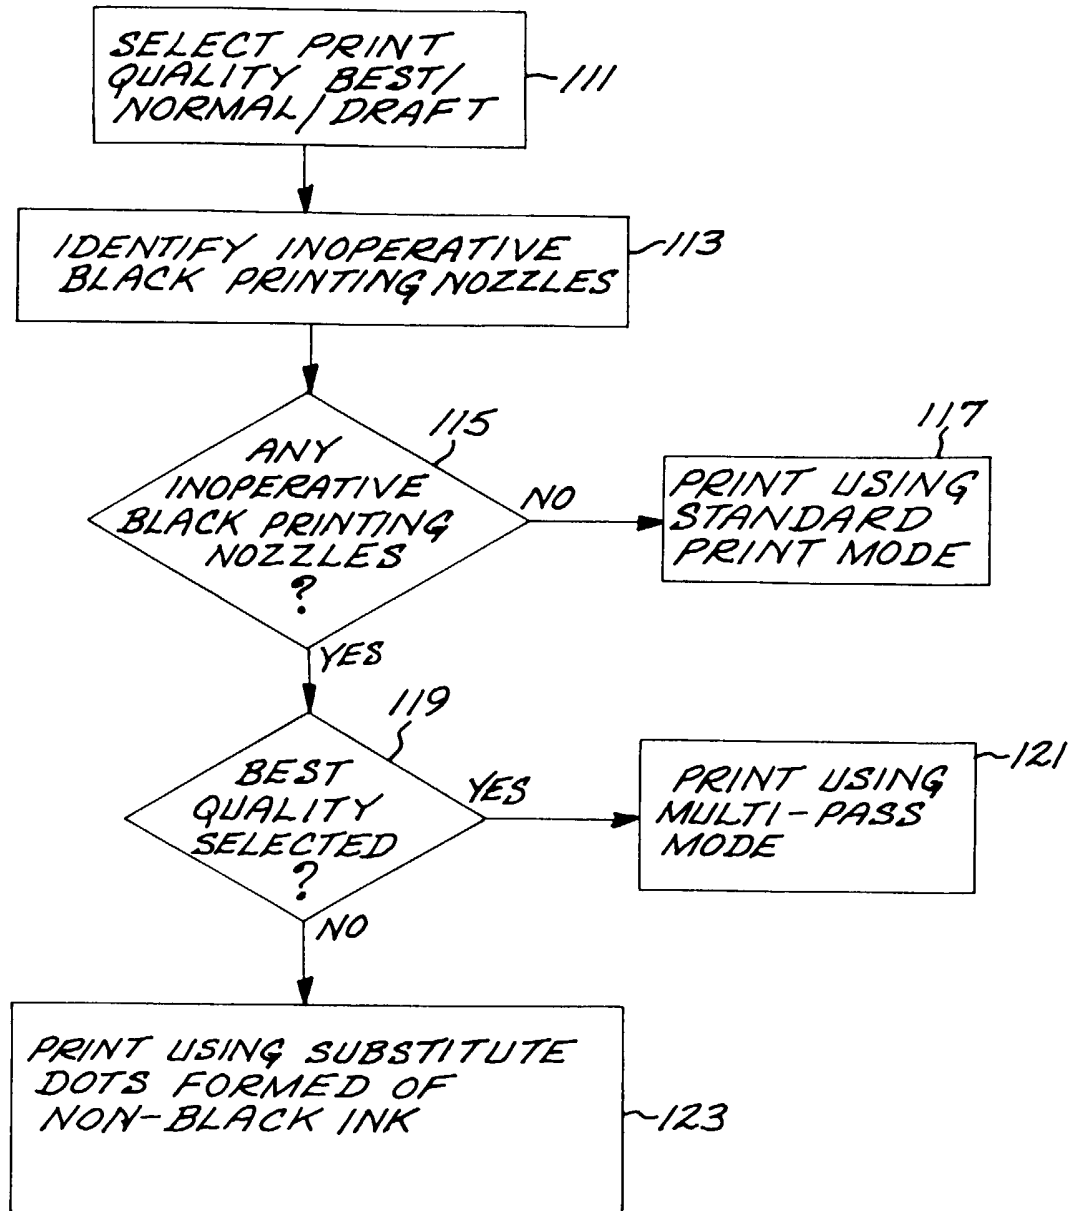 SELECT PRINT
QUALITY BEST/
NORMAL/DRAFT
111
IDENTIFY INOPERATIVE
BLACK PRINTING NOZZLES
113
115
ANY
INOPERATIVE
BLACK PRINTING
NOZZLES
?
NO
117
PRINT USING
STANDARD
PRINT MODE
YES
119
BEST
QUALITY
SELECTED
?
YES
121
PRINT USING
MULTI-PASS
MODE
NO
PRINT USING SUBSTITUTE
DOTS FORMED OF
NON-BLACK INK
123